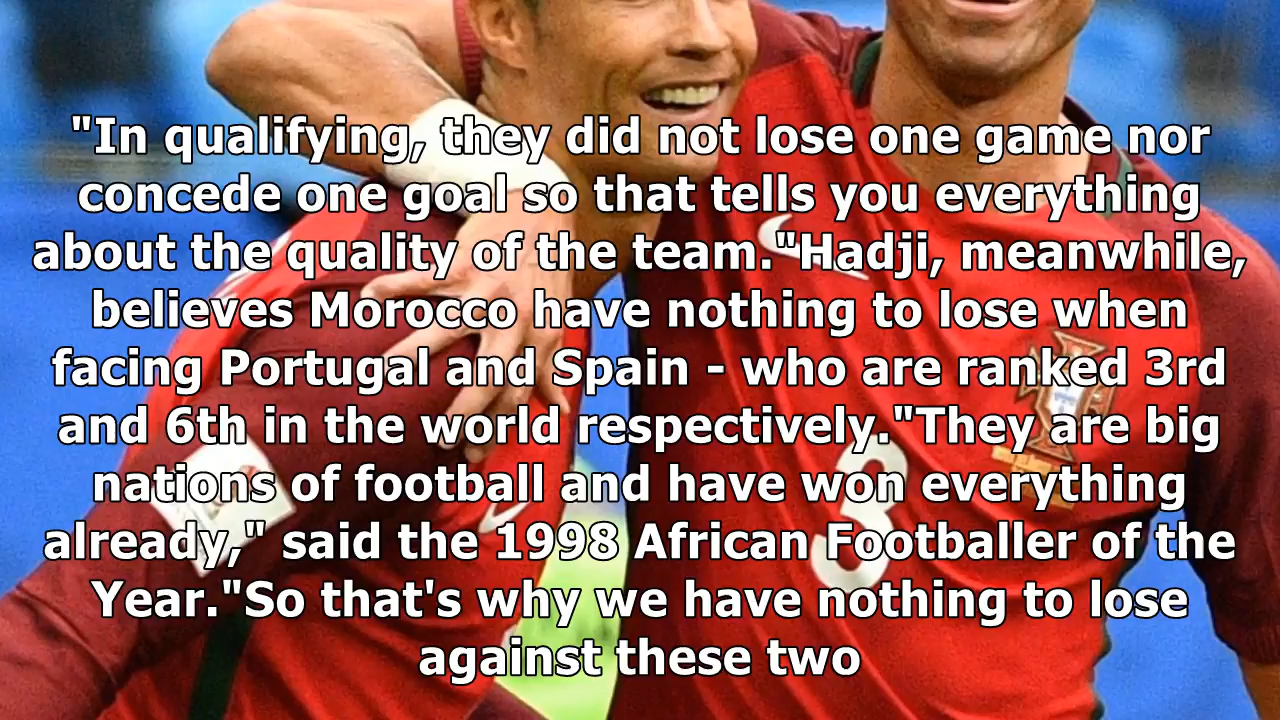 "In qualifying, they did not lose one game nor
concede one goal so that tells you everything
about the quality of the team."Hadji, meanwhile,
believes Morocco have nothing to lose when
facing Portugal and Spain - who are ranked 3rd
and 6th in the world respectively."They are big
nations of football and have won everything
already," said the 1998 African Footballer of the
Year."So that's why we have nothing to lose
against these two
3